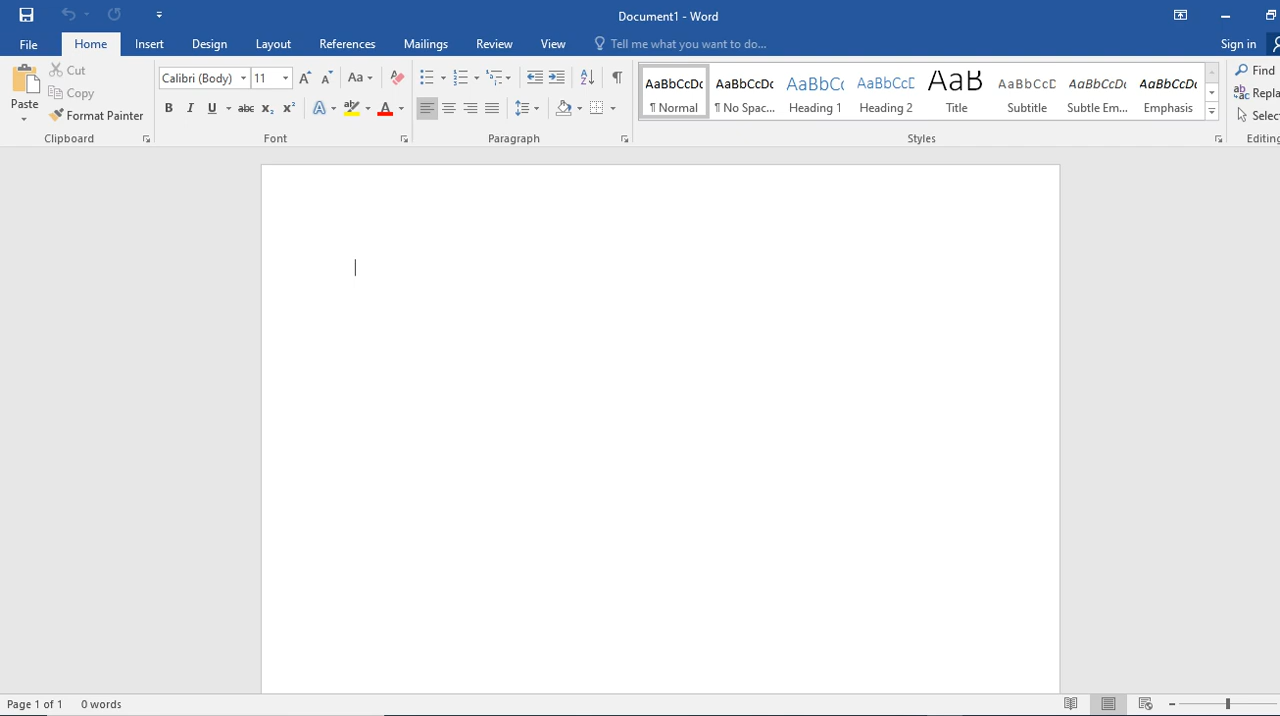 Document1 - Word
File Home Insert Design Layout References Mailings Review View Tell me what you want to do... Sign in
Paste
Cut
Copy
Format Painter
Clipboard
Calibri (Body) 11
Aa
B I U abc x₂ x²
A ab A
Font
Paragraph
AaBbCcDc AaBbCcDc AaBbCc AaBbCcD AaB AaBbCcD AaBbCcDc AaBbCcDc
¶ Normal ¶ No Spac... Heading 1 Heading 2 Title Subtitle Subtle Em... Emphasis
Styles
Find
Repla
Selec
Editing
Page 1 of 1 0 words